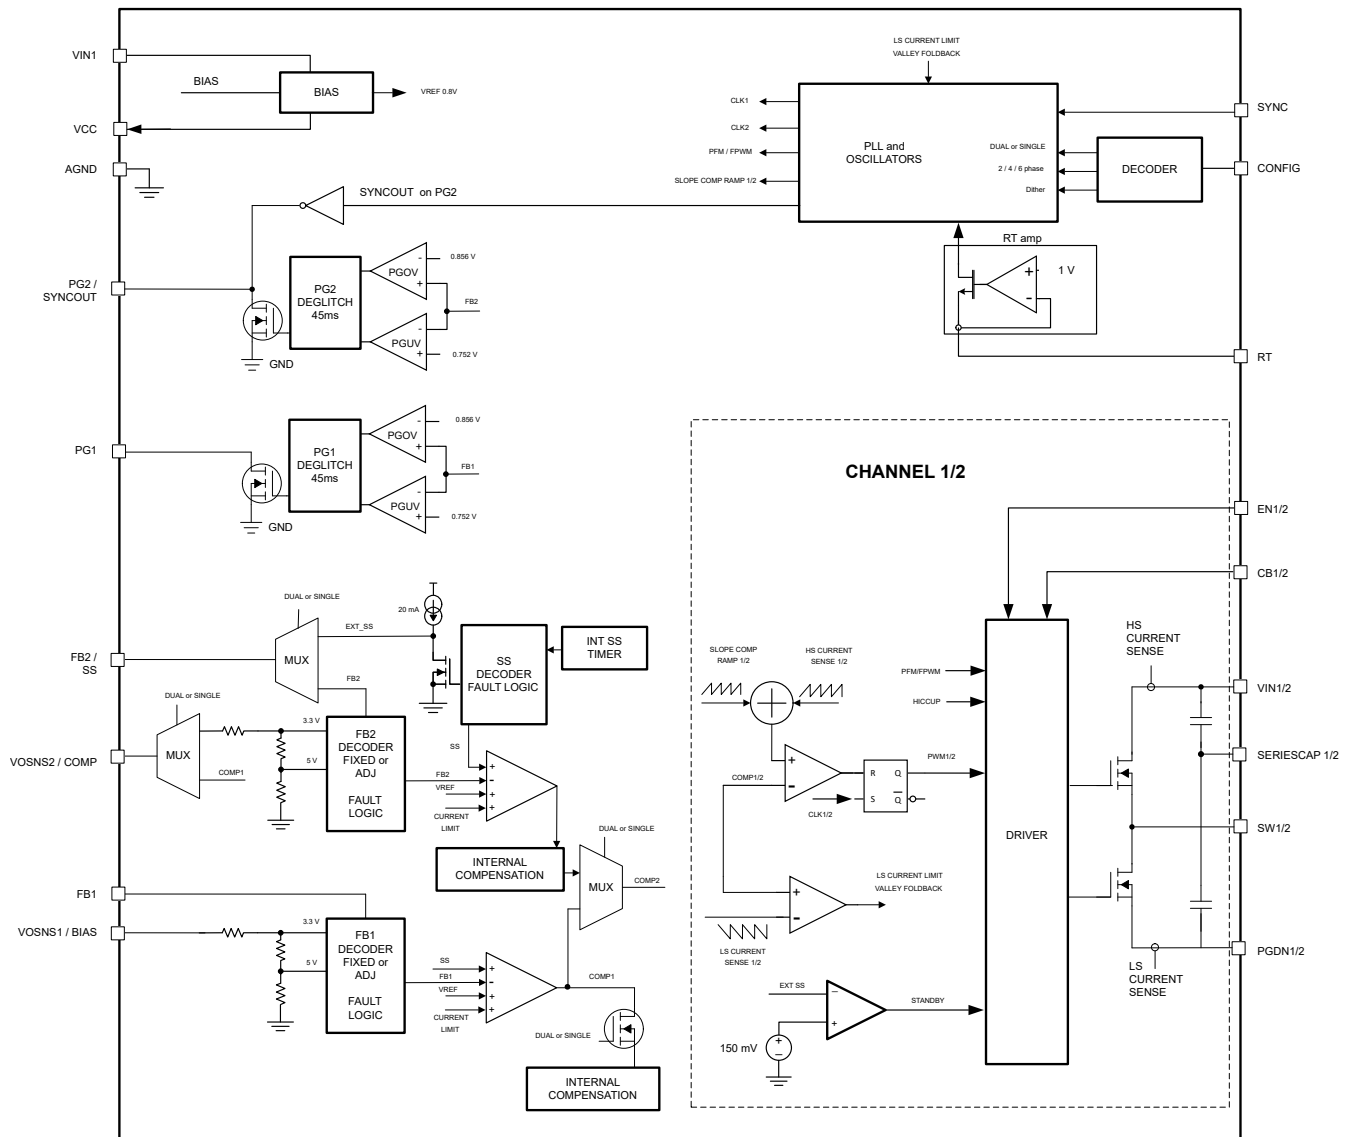 VIN1
BIAS
BIAS
VREF 0.8V
VCC
AGND
SYNCOUT on PG2
LS CURRENT LIMIT
VALLEY FOLDBACK
CLK1
CLK2
PFM / FPWM
SLOPE COMP RAMP 1/2
PLL and
OSCILLATORS
DUAL or SINGLE
2 / 4 / 6 phase
Dither
DECODER
SYNC
CONFIG
RT amp
+
-
1 V
RT
PG2 /
SYNCOUT
GND
PG2
DEGLITCH
45ms
PGOV
-
+
0.856 V
FB2
PGUV
-
+
0.752 V
PG1
GND
PG1
DEGLITCH
45ms
PGOV
-
+
0.856 V
FB1
PGUV
-
+
0.752 V
DUAL or SINGLE
MUX
EXT_SS
FB2
20 mA
SS
DECODER
FAULT LOGIC
INT SS
TIMER
FB2 /
SS
DUAL or SINGLE
MUX
COMP1
VOSNS2 / COMP
3.3 V
5 V
FB2
DECODER
FIXED or
ADJ
FAULT
LOGIC
SS
FB2
VREF
CURRENT
LIMIT
+
-
+
+
INTERNAL
COMPENSATION
DUAL or SINGLE
MUX
COMP2
FB1
VOSNS1 / BIAS
3.3 V
5 V
FB1
DECODER
FIXED or
ADJ
FAULT
LOGIC
SS
FB1
VREF
CURRENT
LIMIT
+
-
+
+
COMP1
DUAL or SINGLE
INTERNAL
COMPENSATION
CHANNEL 1/2
EN1/2
CB1/2
SLOPE COMP
RAMP 1/2
HS CURRENT
SENSE 1/2
PFM/FPWM
HICCUP
COMP1/2
+
-
R
Q
S
Q
CLK1/2
PWM1/2
+
-
LS CURRENT LIMIT
VALLEY FOLDBACK
LS CURRENT
SENSE 1/2
EXT SS
-
+
STANDBY
150 mV
+
-
DRIVER
HS
CURRENT
SENSE
VIN1/2
SERIESCAP 1/2
SW1/2
LS
CURRENT
SENSE
PGDN1/2